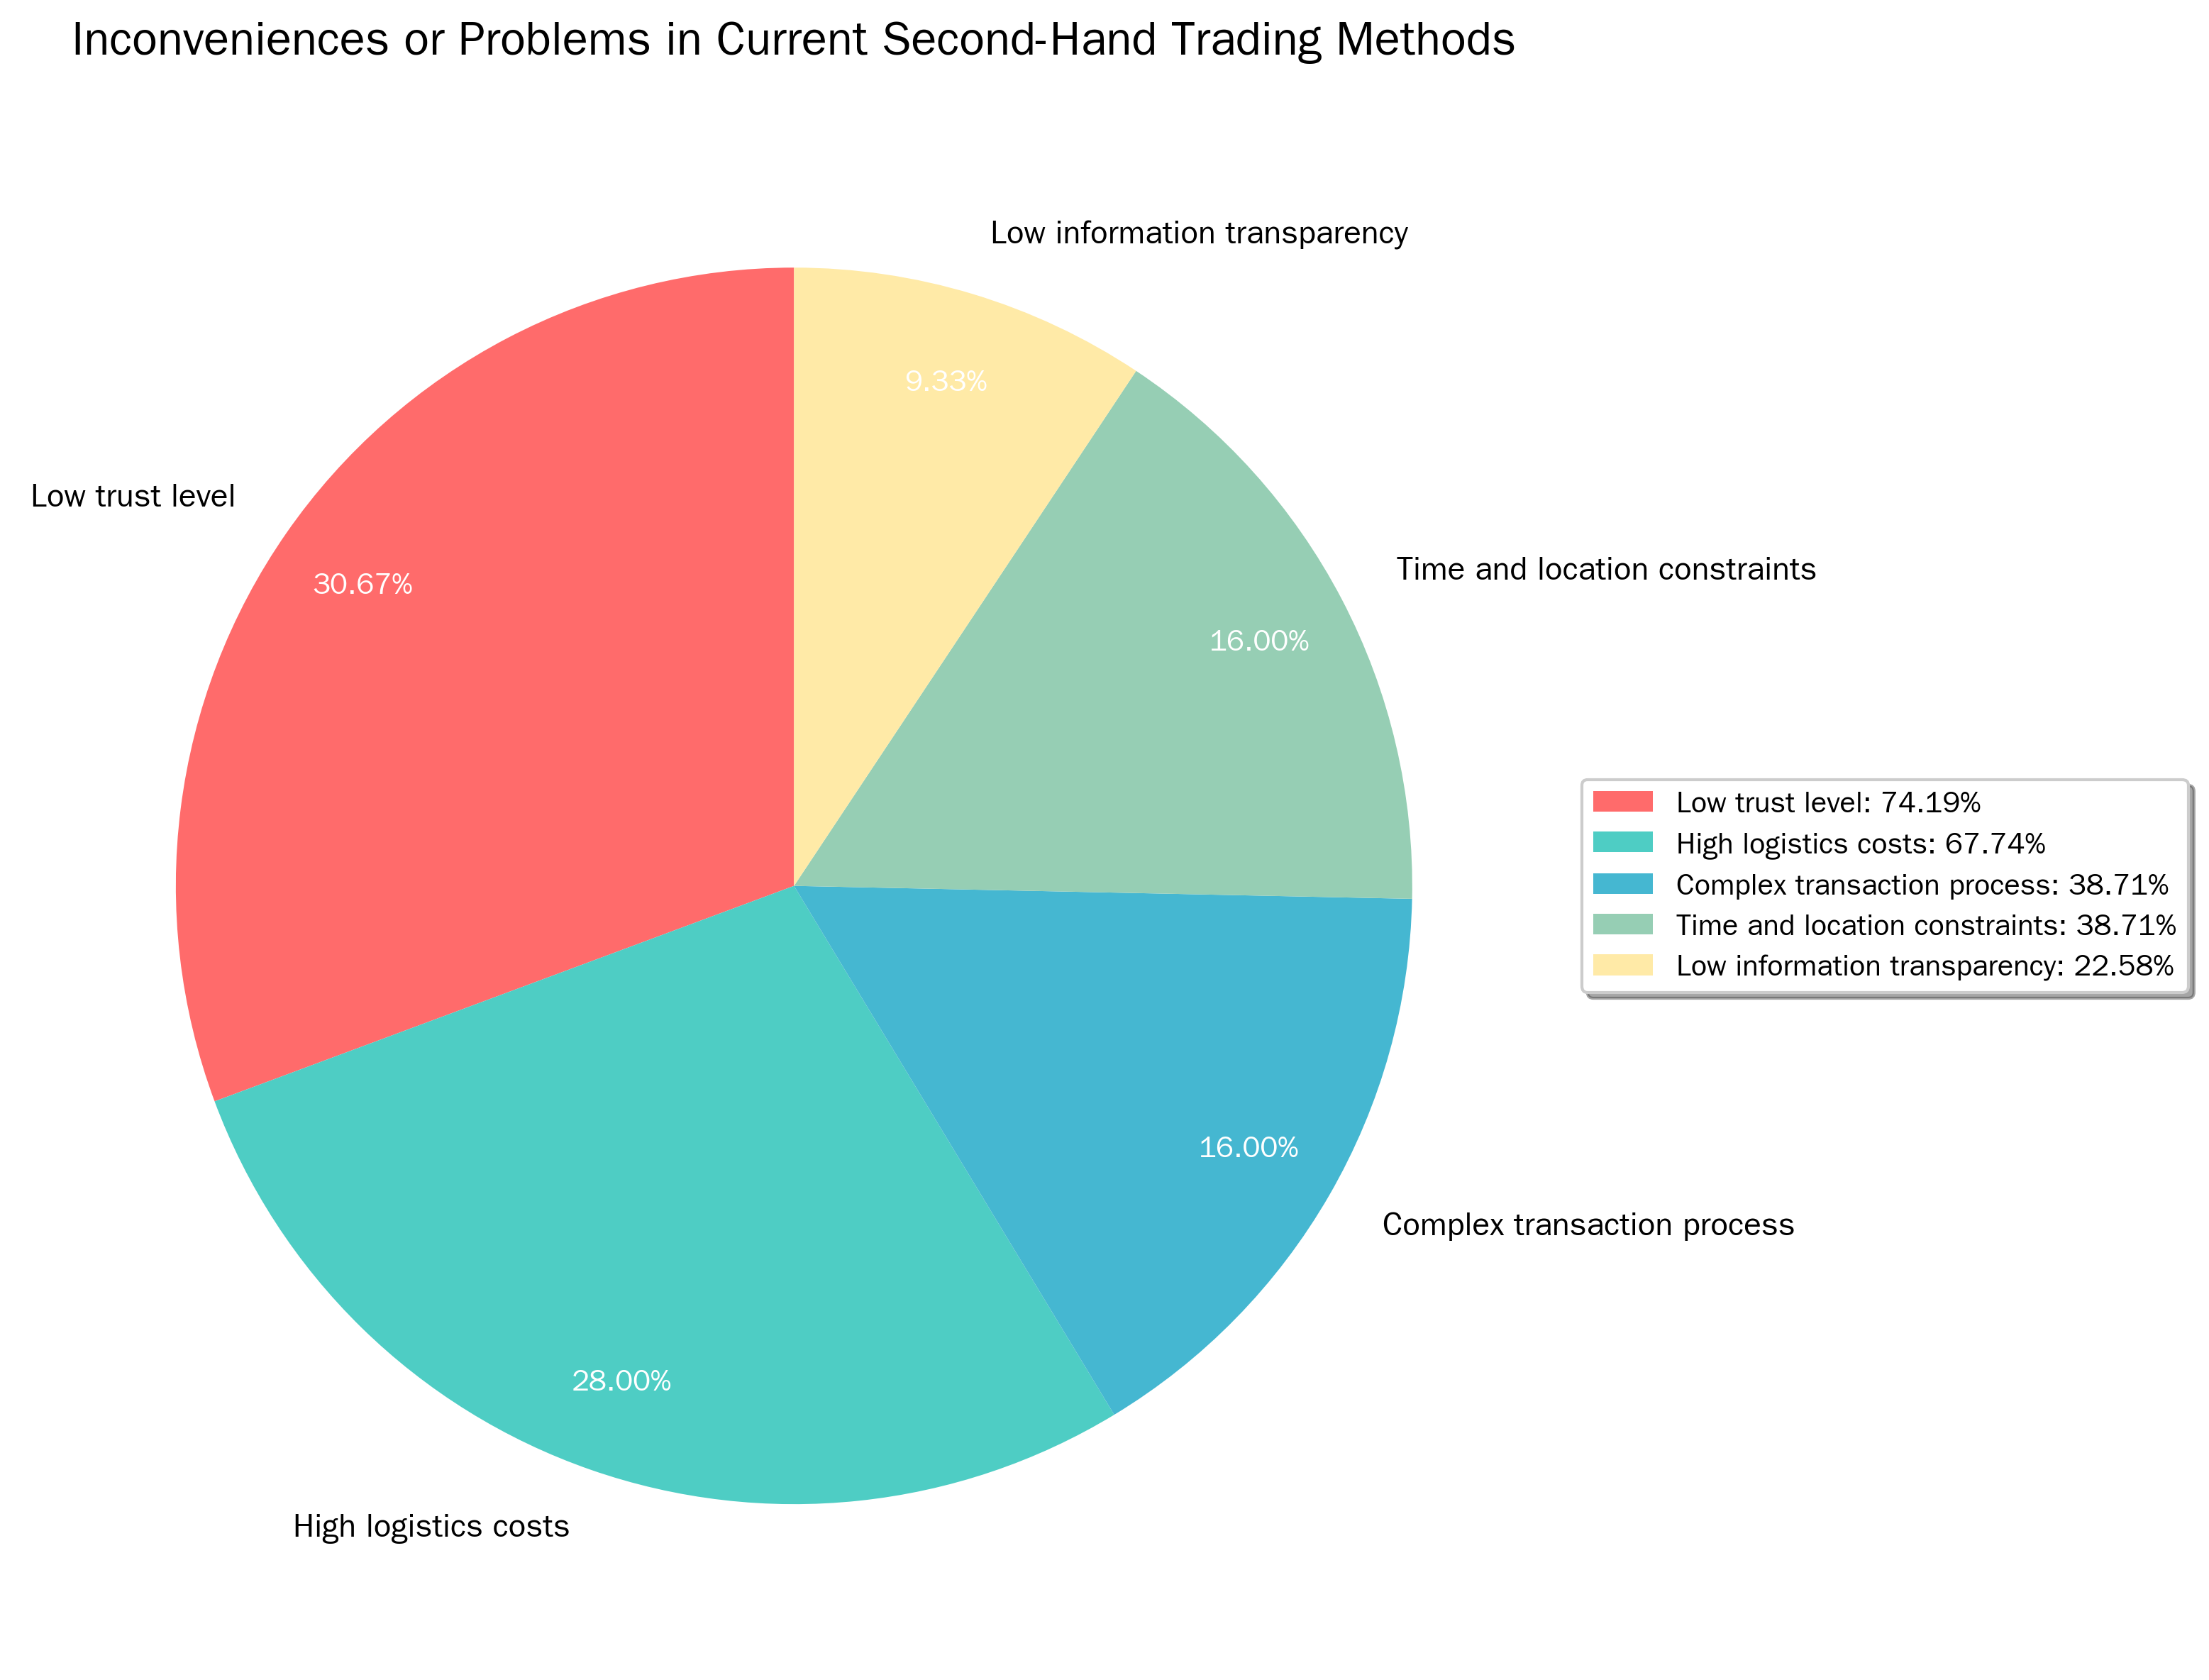 Inconveniences or Problems in Current Second-Hand Trading Methods
Low information transparency
9.33%
Low trust level
30.67%
Time and location constraints
16.00%
Low trust level: 74.19%
High logistics costs: 67.74%
Complex transaction process: 38.71%
Time and location constraints: 38.71%
Low information transparency: 22.58%
16.00%
Complex transaction process
28.00%
High logistics costs